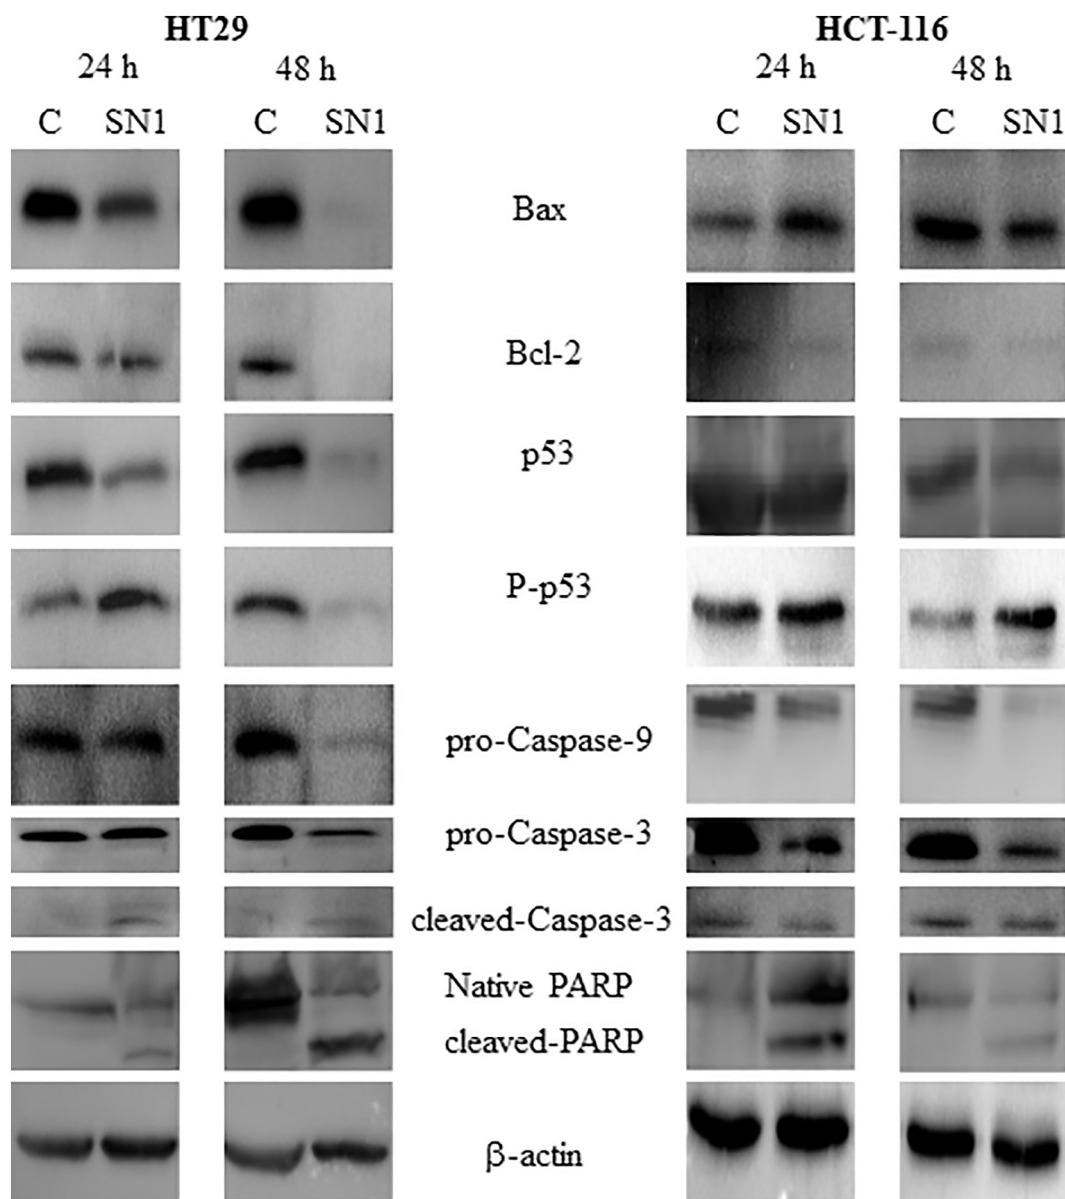 HT29 HCT-116
24 h 48 h 24 h 48 h
C SN1 C SN1 C SN1 C SN1
Bax
Bcl-2
p53
P-p53
pro-Caspase-9
pro-Caspase-3
cleaved-Caspase-3
Native PARP
cleaved-PARP
β-actin